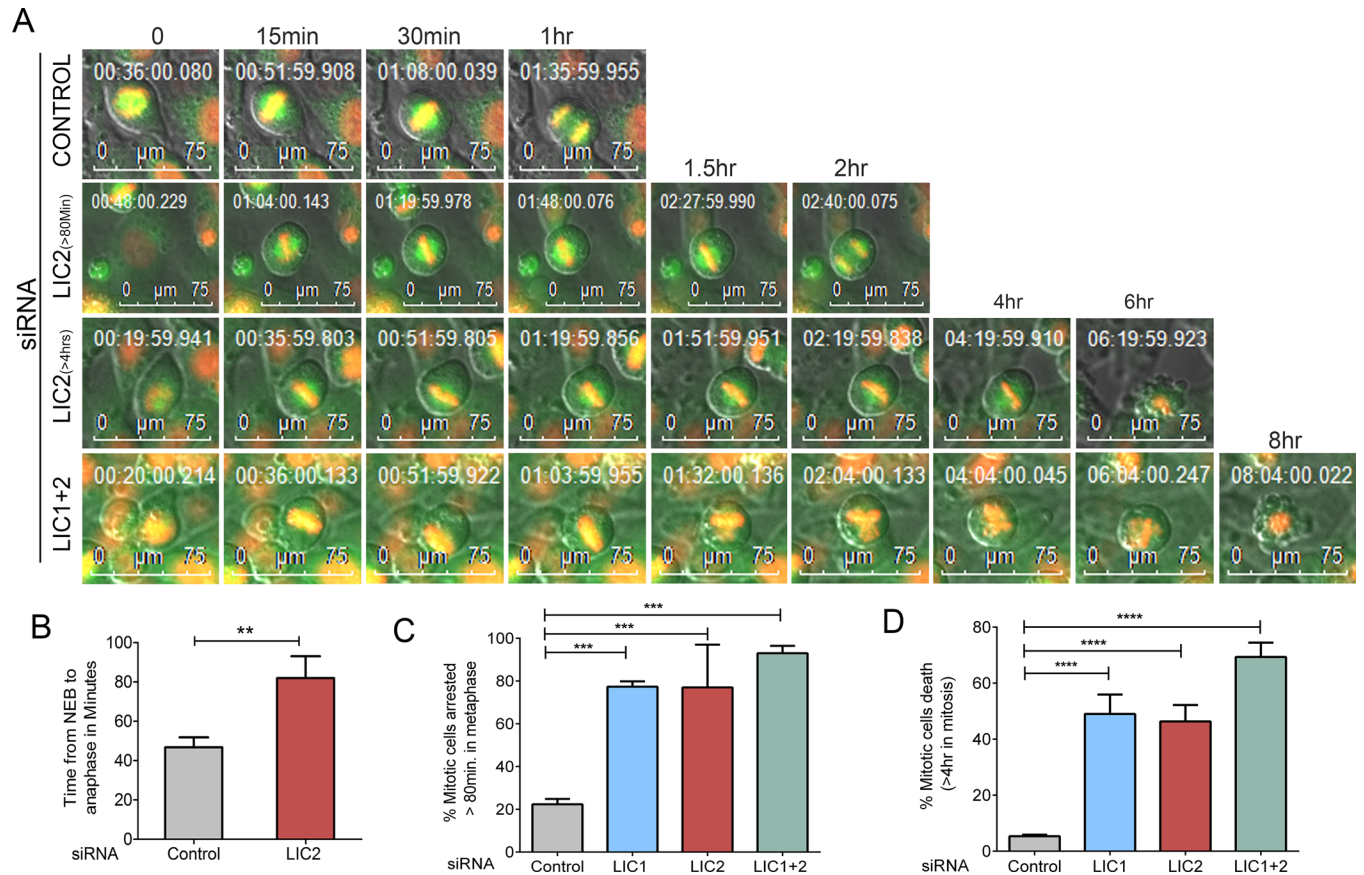 A
0 15min 30min 1hr
siRNA
CONTROL
00:36:00.080 00:51:59.908 01:08:00.039 01:35:59.955
0 µm 75 0 µm 75 0 µm 75 0 µm 75
1.5hr 2hr
LIC2(>80Min)
00:48:00.229 01:04:00.143 01:19:59.978 01:48:00.076 02:27:59.990 02:40:00.075
0 µm 75 0 µm 75 0 µm 75 0 µm 75 0 µm 75 0 µm 75
4hr 6hr
LIC2(>4hrs)
00:19:59.941 00:35:59.803 00:51:59.805 01:19:59.856 01:51:59.951 02:19:59.838 04:19:59.910 06:19:59.923
0 µm 75 0 µm 75 0 µm 75 0 µm 75 0 µm 75 0 µm 75 0 µm 75 0 µm 75
8hr
LIC1+2
00:20:00.214 00:36:00.133 00:51:59.922 01:03:59.955 01:32:00.136 02:04:00.133 04:04:00.045 06:04:00.247 08:04:00.022
0 µm 75 0 µm 75 0 µm 75 0 µm 75 0 µm 75 0 µm 75 0 µm 75 0 µm 75 0 µm 75
B
Time from NEB to
anaphase in Minutes
100
80
60
40
20
0
**
siRNA Control LIC2
C
% Mitotic cells arrested
> 80min. in metaphase
100
80
60
40
20
0
***
***
***
siRNA Control LIC1 LIC2 LIC1+2
D
% Mitotic cells death
(>4hr in mitosis)
80
60
40
20
0
****
****
****
siRNA Control LIC1 LIC2 LIC1+2